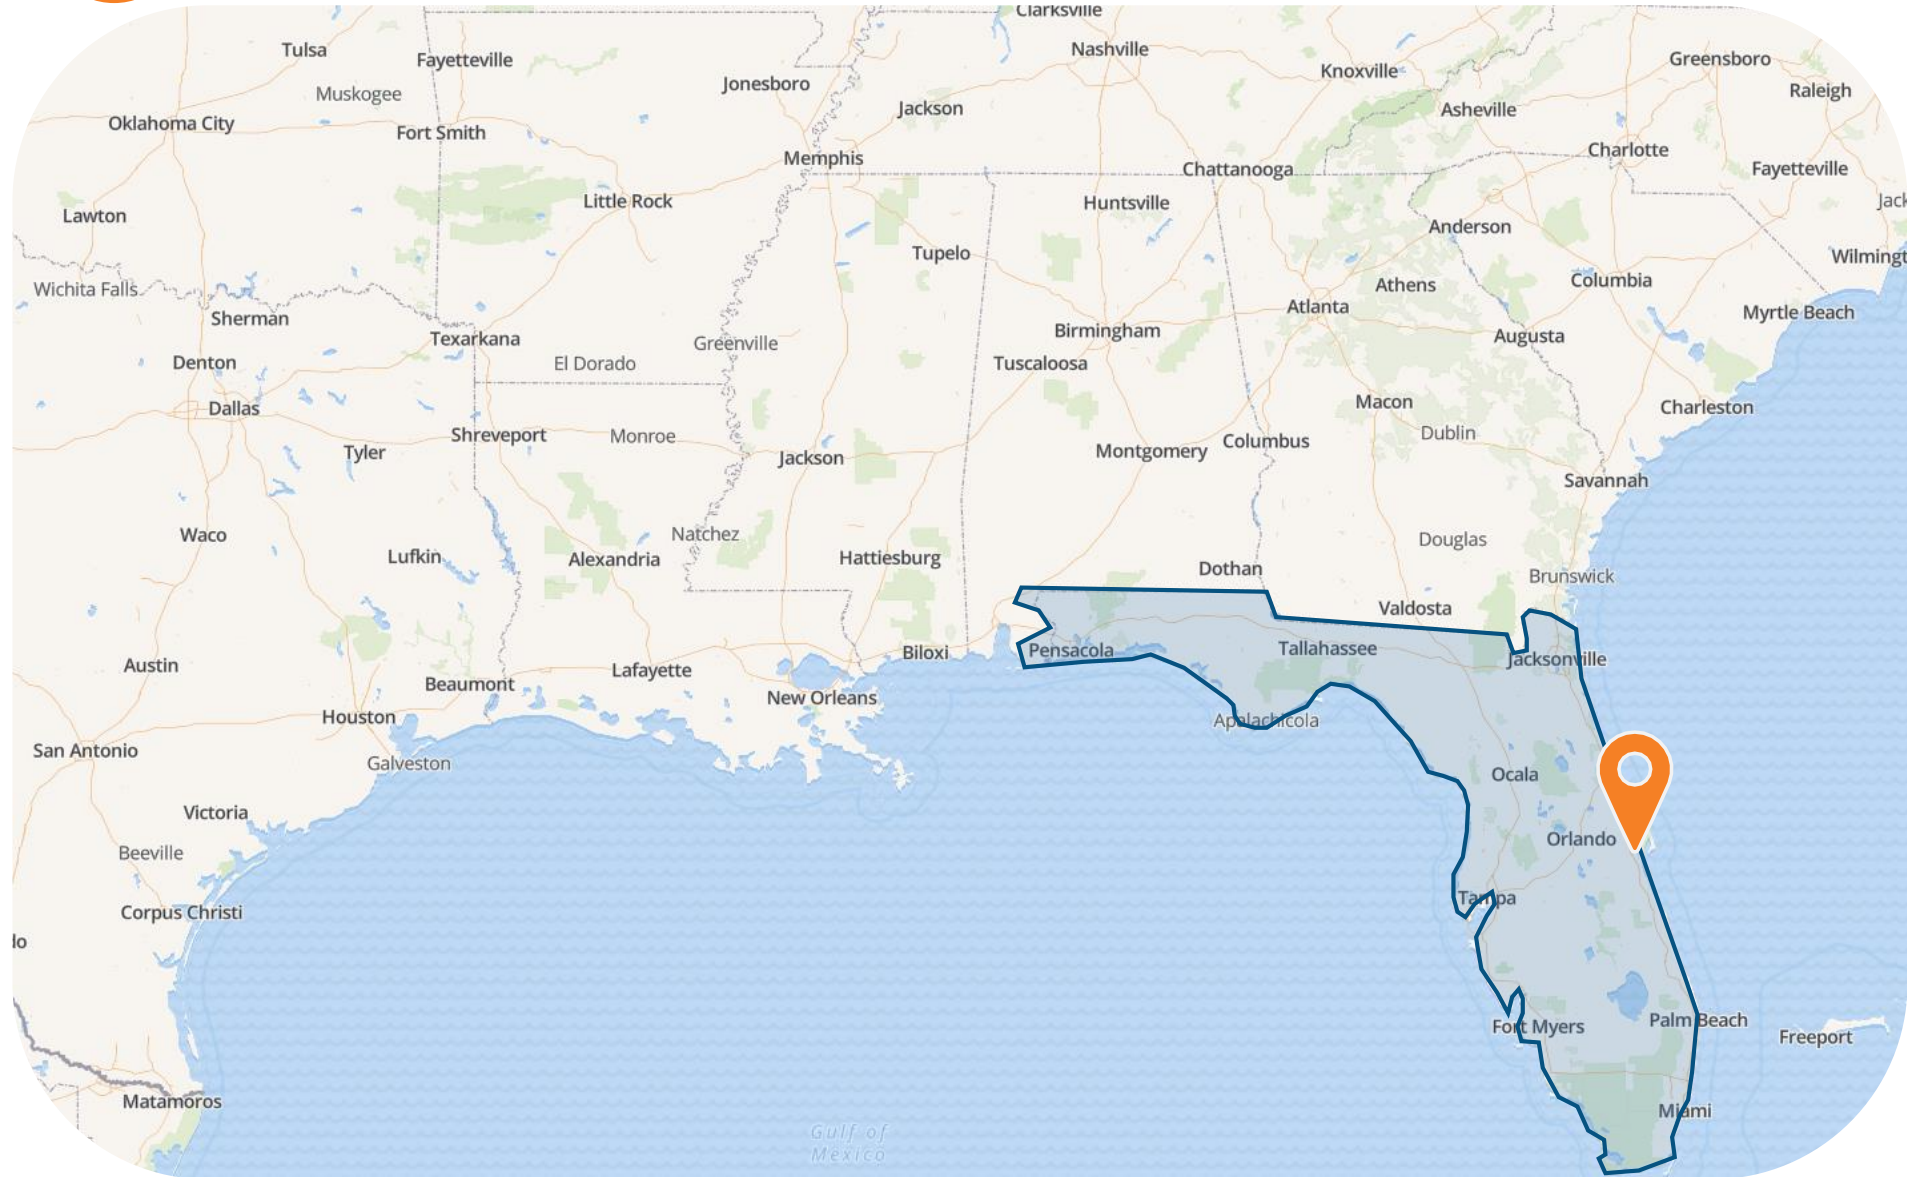 Clarksville
Tulsa
Nashville
Fayetteville
Greensboro
Knoxville
Jonesboro
Muskogee
Raleigh
Jackson
Asheville
Oklahoma City
Fort Smith
Charlotte
Memphis
Chattanooga
Fayetteville
Little Rock
Huntsville
Jack
Lawton
Anderson
Tupelo
Wilmingt
Columbia
Athens
Wichita Falls
Atlanta
Myrtle Beach
Sherman
Birmingham
Augusta
Texarkana
Greenville
Denton
El Dorado
Tuscaloosa
Macon
Dallas
Charleston
Dublin
Shreveport
Monroe
Columbus
Tyler
Montgomery
Jackson
Savannah
Waco
Natchez
Douglas
Lufkin
Alexandria
Hattiesburg
Dothan
Brunswick
Valdosta
Tallahassee
Pensacola
Biloxi
Jacksonville
Austin
Lafayette
Beaumont
New Orleans
Houston
Apalachicola
San Antonio
Galveston
Ocala
Victoria
Orlando
Beeville
Tampa
Corpus Christi
lo
Palm Beach
Fort Myers
Freeport
Matamoros
Miami
Gulf of
Mexico